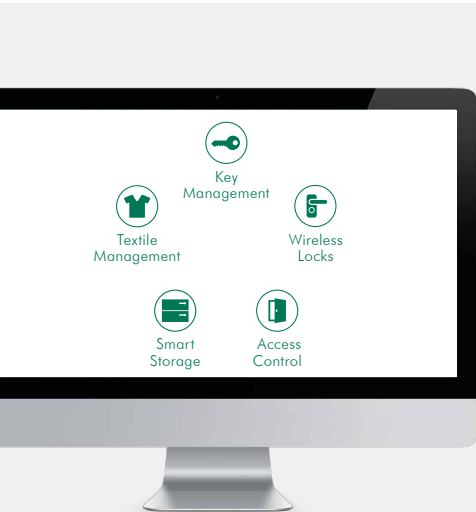 Key
Management
Textile
Management
Wireless
Locks
Smart
Storage
Access
Control